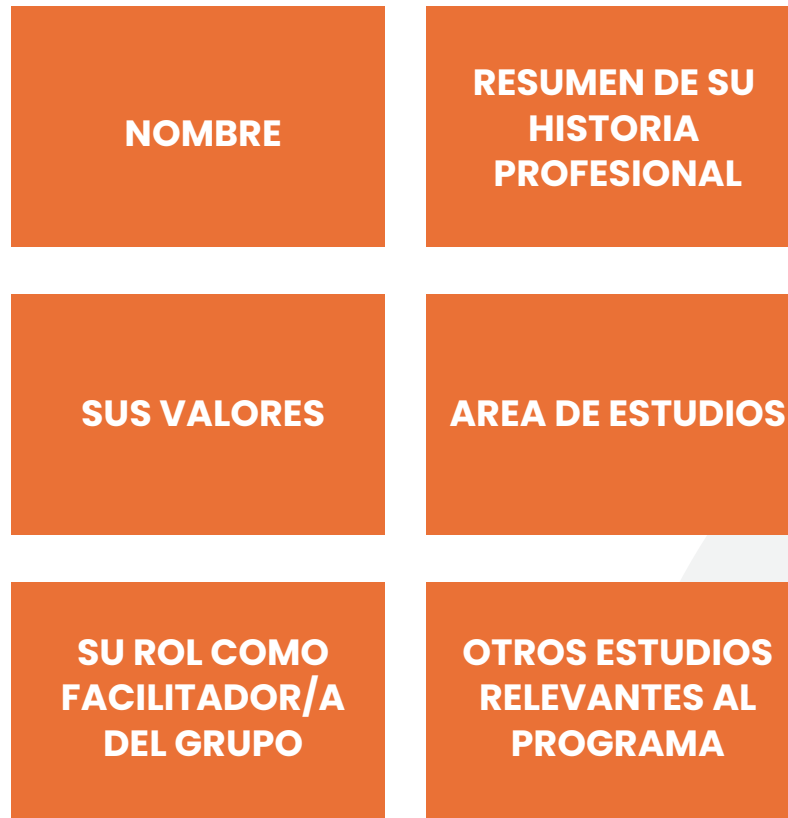 NOMBRE
RESUMEN DE SU
HISTORIA
PROFESIONAL
SUS VALORES
AREA DE ESTUDIOS
SU ROL COMO
FACILITADOR/A
DEL GRUPO
OTROS ESTUDIOS
RELEVANTES AL
PROGRAMA